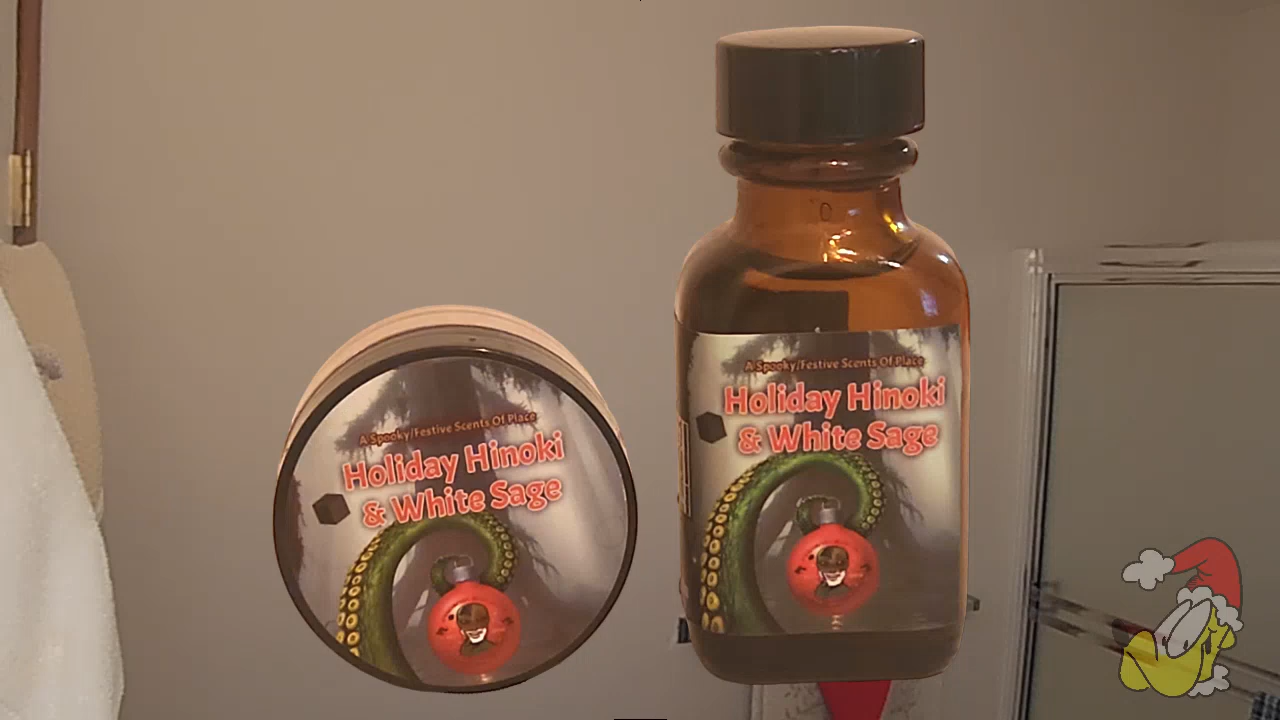 A Spooky/Festive Scents Of Place
Holiday Hinoki
& White Sage
A Spooky/Festive Scents Of Place
Holiday Hinoki
& White Sage